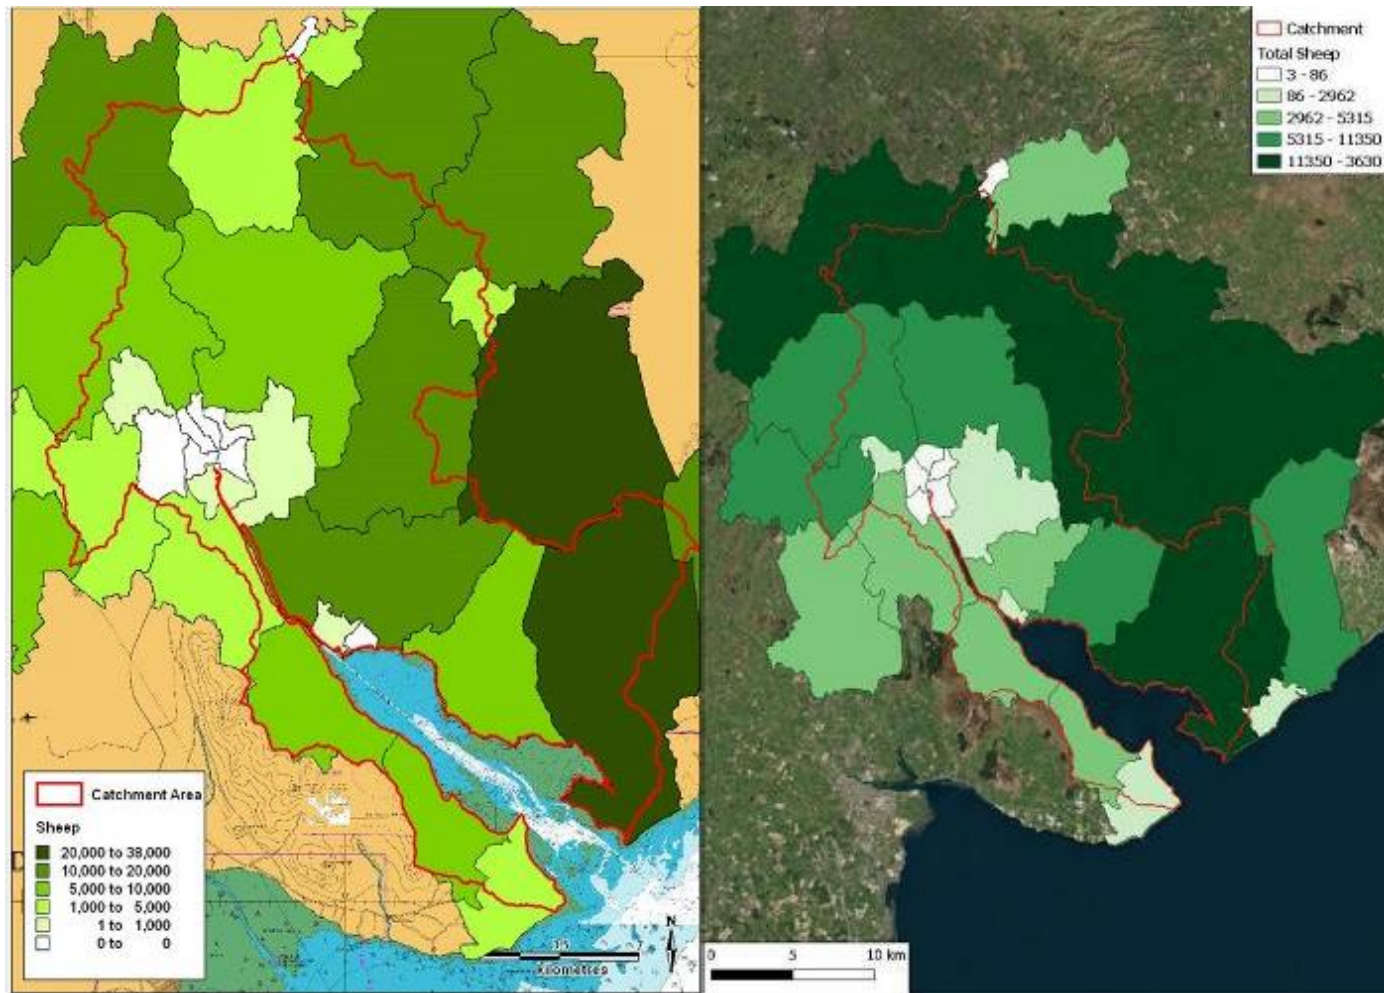 Catchment Area
Sheep
20,000 to 38,000
10,000 to 20,000
5,000 to 10,000
1,000 to 5,000
1 to 1,000
0 to 0
N
Kilometres
Catchment
Total Sheep
3 - 86
86 - 2962
2962 - 5315
5315 - 11350
11350 - 3630
0 5 10 km